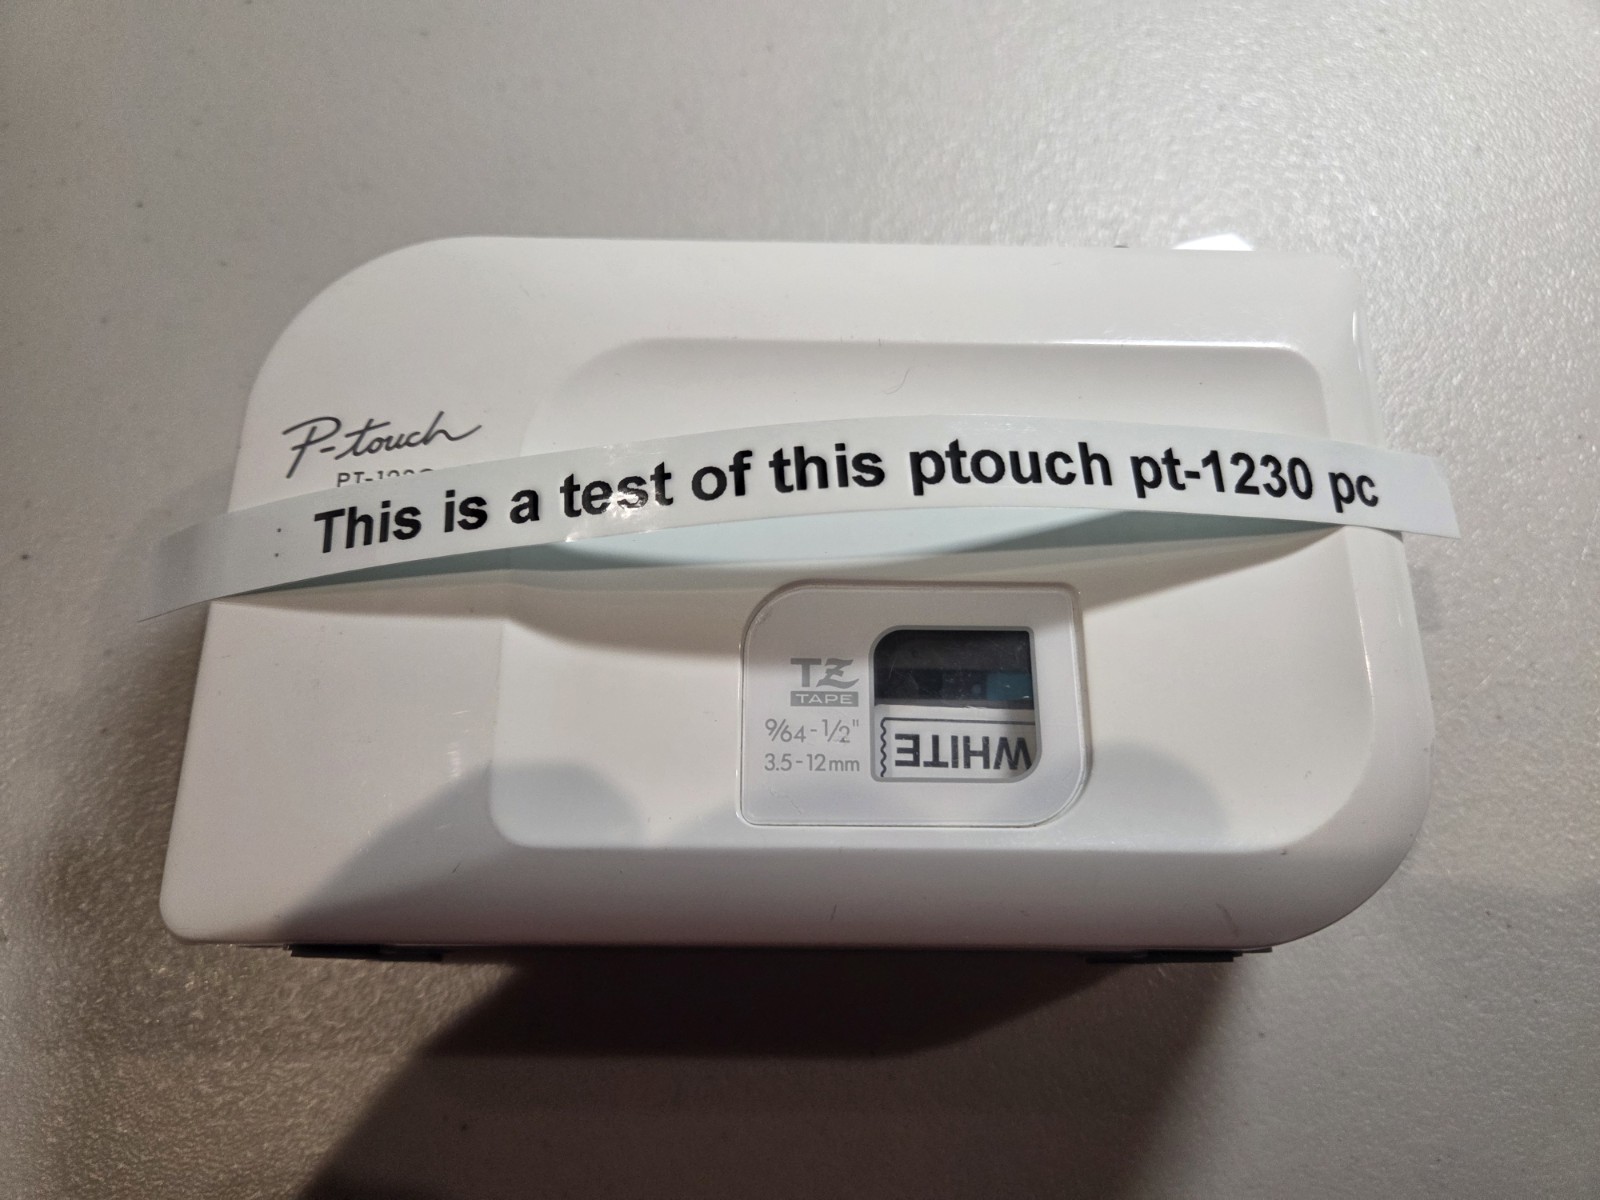 P-touch
This is a test of this ptouch pt-1230 pc
TZ
TAPE
9/64-1/2"
3.5-12mm
WHITE